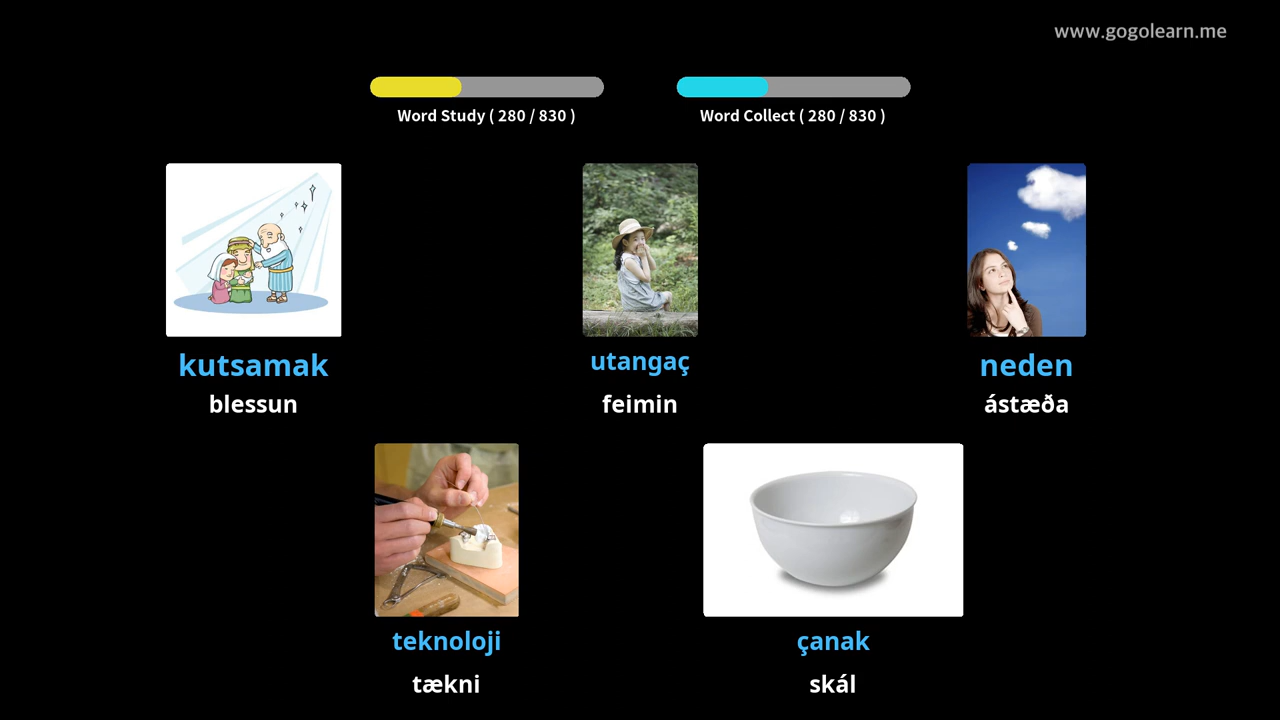 www.gogolearn.me
Word Study ( 280 / 830 )
Word Collect ( 280 / 830 )
kutsamak
blessun
utangaç
feimin
neden
ástæða
teknoloji
tækni
çanak
skál